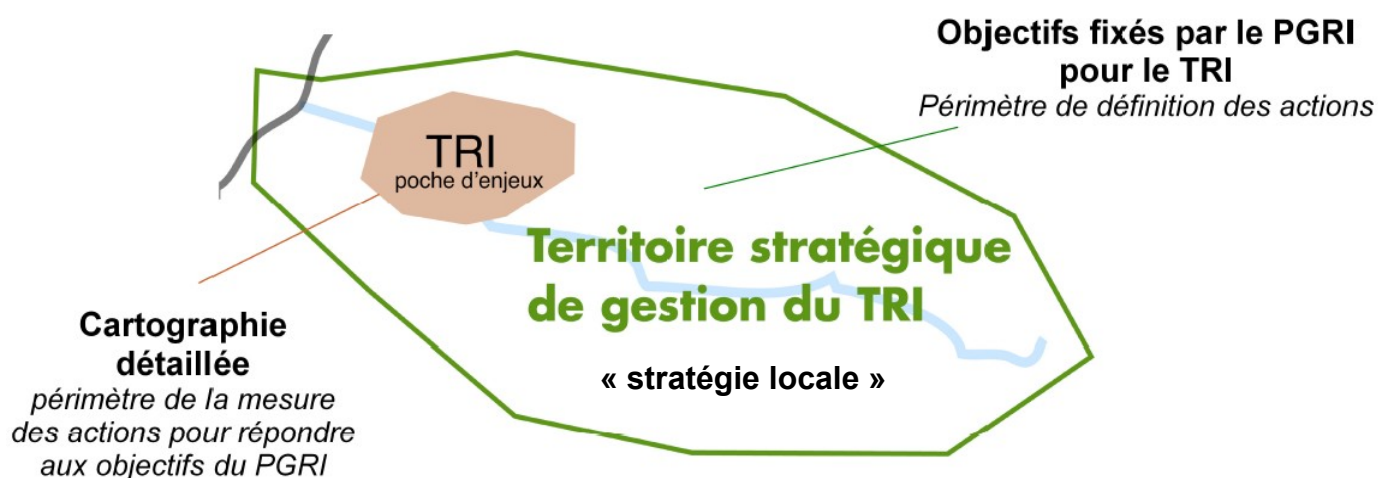 Objectifs fixés par le PGRI
pour le TRI
Périmètre de définition des actions
TRI
poche d'enjeux
Territoire stratégique
de gestion du TRI
« stratégie locale »
Cartographie
détaillée
périmètre de la mesure
des actions pour répondre
aux objectifs du PGRI